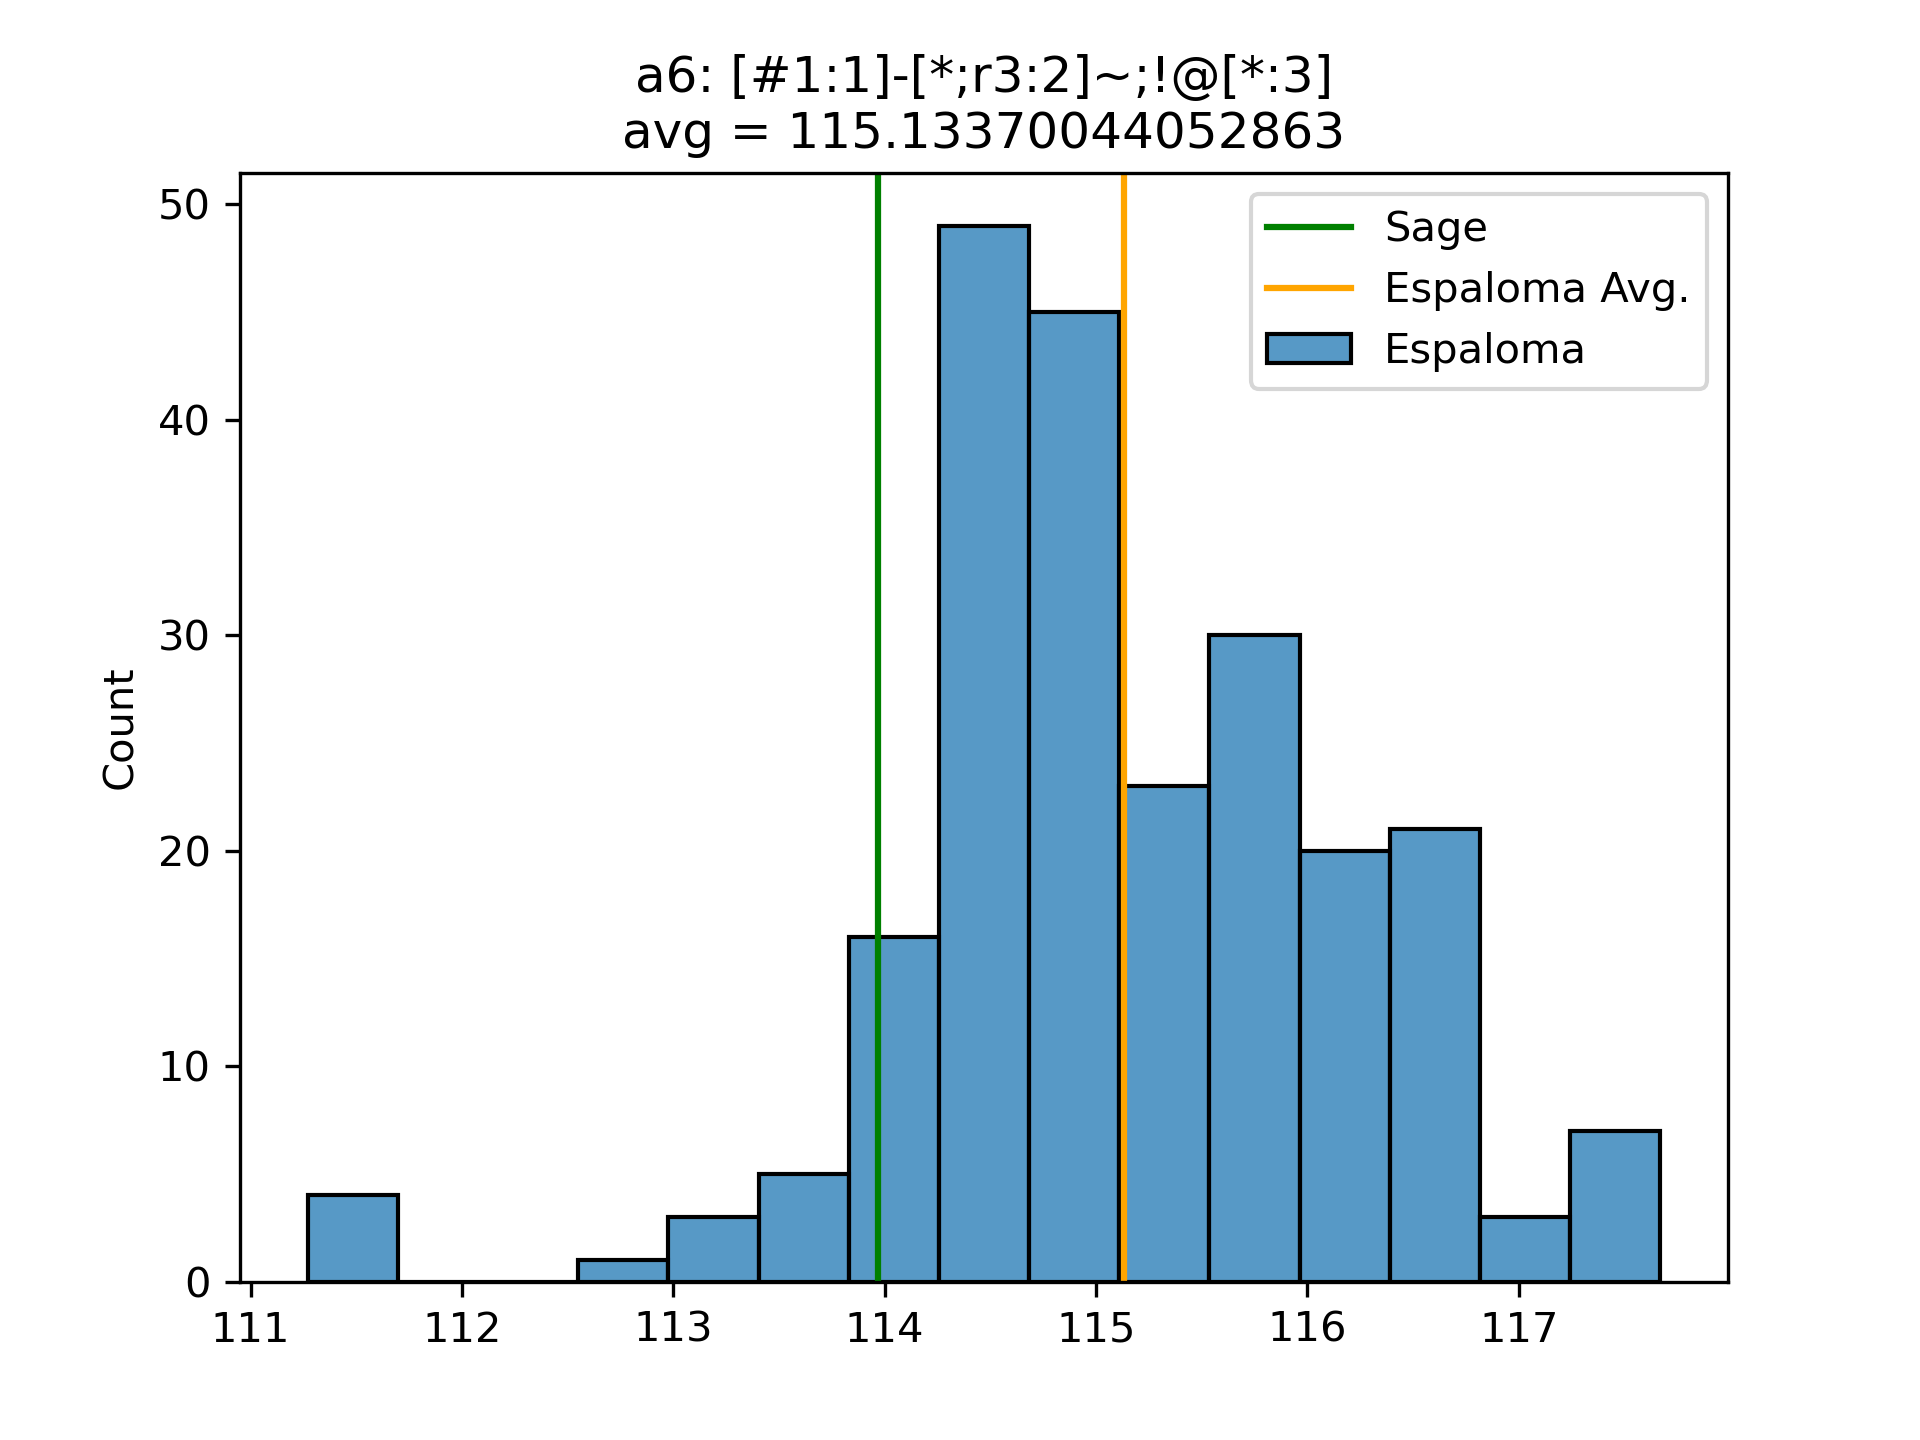 a6: [#1:1]-[*;r3:2]~;!@[*:3]
avg = 115.13370044052863
Sage
Espaloma Avg.
Espaloma
Count
50
40
30
20
10
0
111 112 113 114 115 116 117